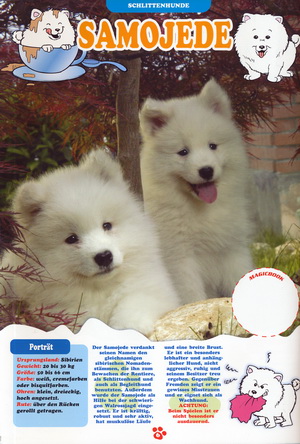 SCHLITTENHUNDE
SAMOJEDE
MAGICBOOK
Porträt
Ursprungsland: Sibirien
Gewicht: 20 bis 30 kg
Größe: 50 bis 60 cm
Farbe: weiß, cremefarben
oder bisquitfarben.
Ohren: klein, dreieckig,
hoch angesetzt.
Rute: über den Rücken
gerollt getragen.
Der Samojede verdankt
seinen Namen den
gleichnamigen
sibirischen Nomaden-
stämmen, die ihn zum
Bewachen der Rentiere,
als Schlittenhund und
auch als Begleithund
benutzten. Außerdem
wurde der Samojede als
Hilfe bei der schwieri-
gen Walrossjagd einge-
setzt. Er ist kräftig,
robust und sehr aktiv,
hat muskulöse Läufe
und eine breite Brust.
Er ist ein besonders
lebhafter und anhäng-
licher Hund, nicht
aggressiv, ruhig und
seinem Besitzer treu
ergeben. Gegenüber
Fremden zeigt er ein
gewisses Misstrauen
und er eignet sich als
Wachhund.
ACHTUNG:
Beim Spielen ist er
nicht besonders
ausdauernd.